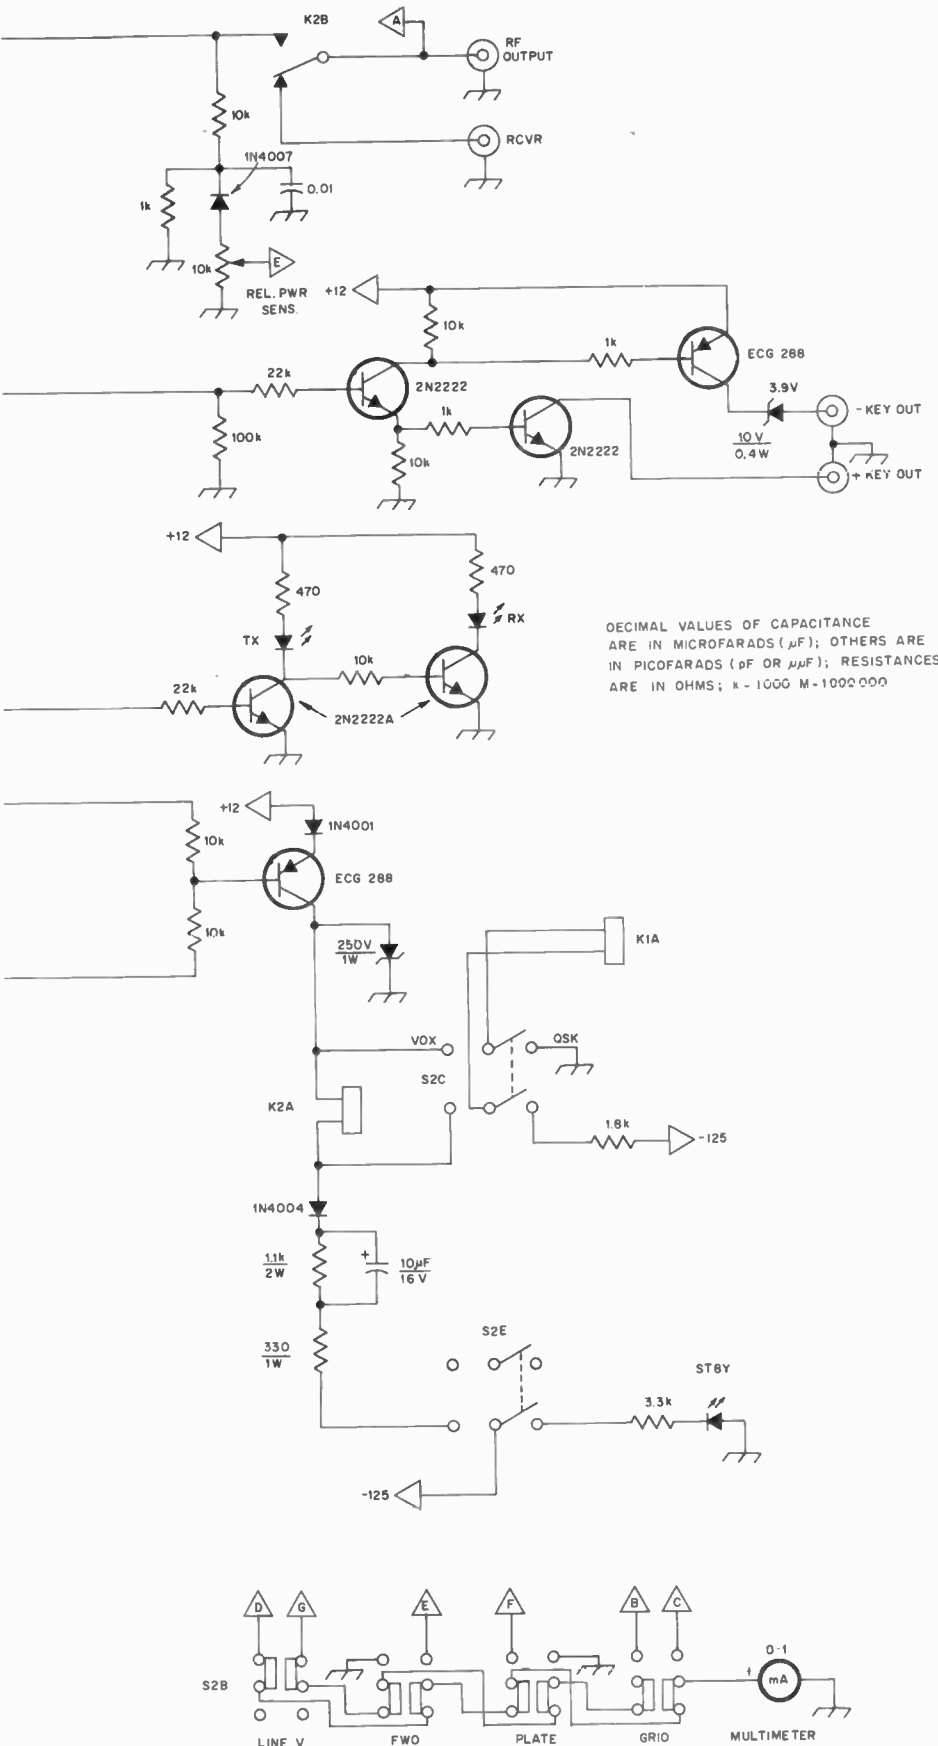 K2B
A
RF
OUTPUT
10k
RCVR
1N4007
1k
0.01
10k
E
REL. PWR
SENS.
+12
10k
1k
ECG 288
22k
2N2222
3.9V
1k
- KEY OUT
100k
10k
2N2222
10V
0.4W
+ KEY OUT
+12
470
470
TX
RX
DECIMAL VALUES OF CAPACITANCE
ARE IN MICROFARADS (µF); OTHERS ARE
IN PICOFARADS (pF OR µµF); RESISTANCES
ARE IN OHMS; k-1000 M-1000000
10k
22k
2N2222A
+12
1N4001
10k
ECG 288
10k
250V
1W
K1A
VOX
QSK
S2C
K2A
1.8k
-125
1N4004
1.1k
2W
+
10µF
16V
S2E
330
1W
STBY
3.3k
-125
D
G
E
F
B
C
0-1
S2B
+
mA
LINE V
FWD
PLATE
GRID
MULTIMETER